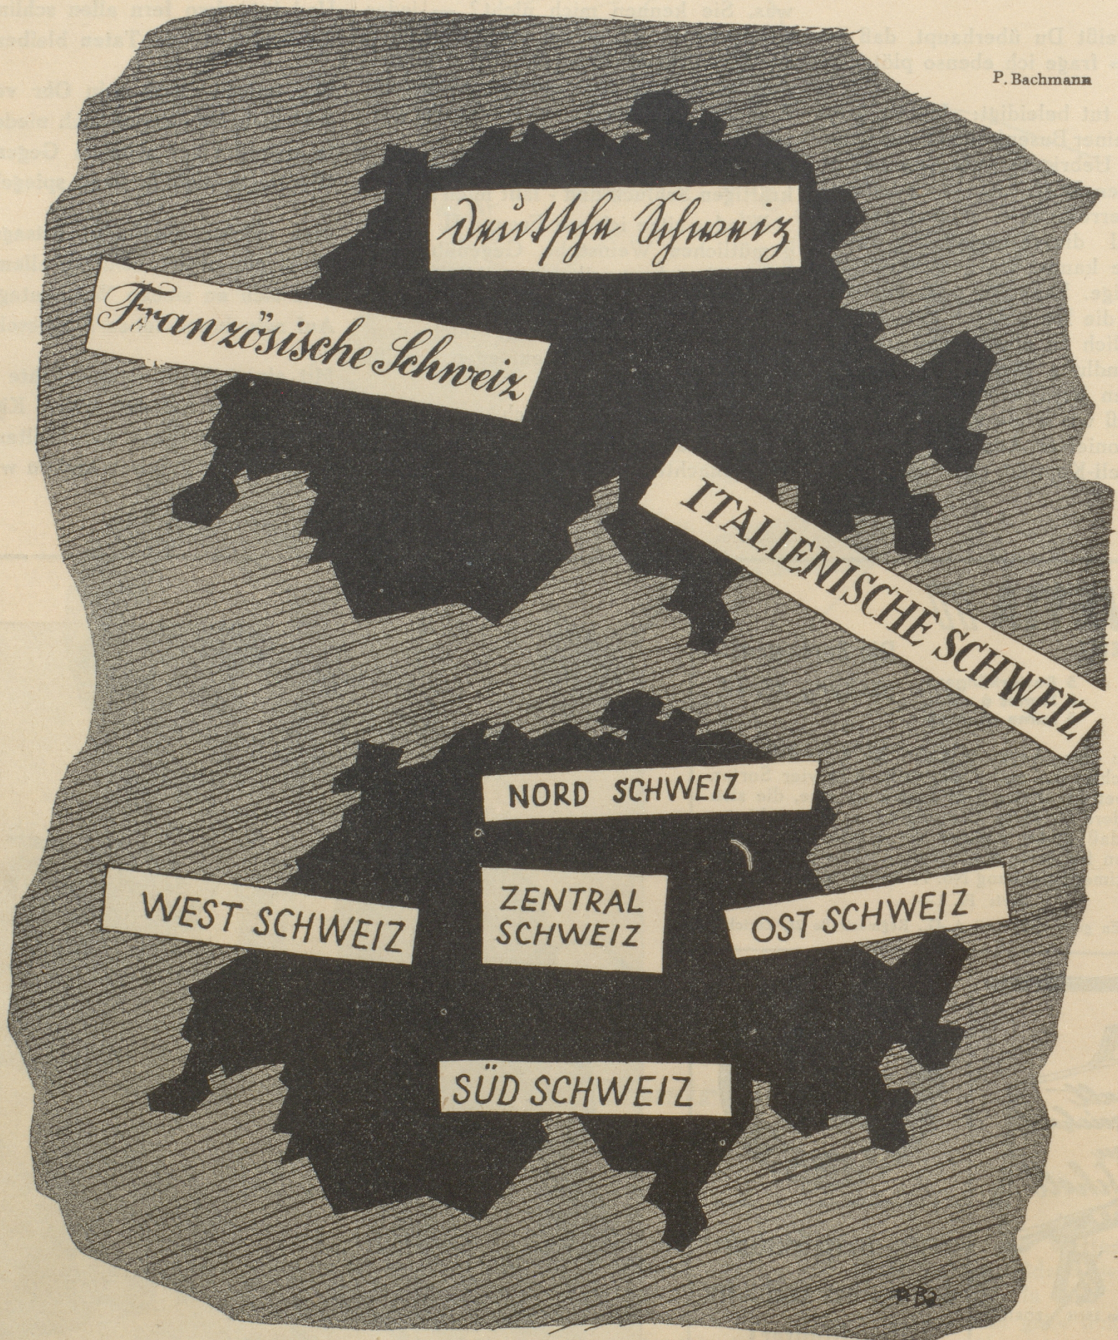 P. Bachmann
Deutsche Schweiz
Französische Schweiz
ITALIENISCHE SCHWEIZ
NORD SCHWEIZ
WEST SCHWEIZ
ZENTRAL
SCHWEIZ
OST SCHWEIZ
SÜD SCHWEIZ